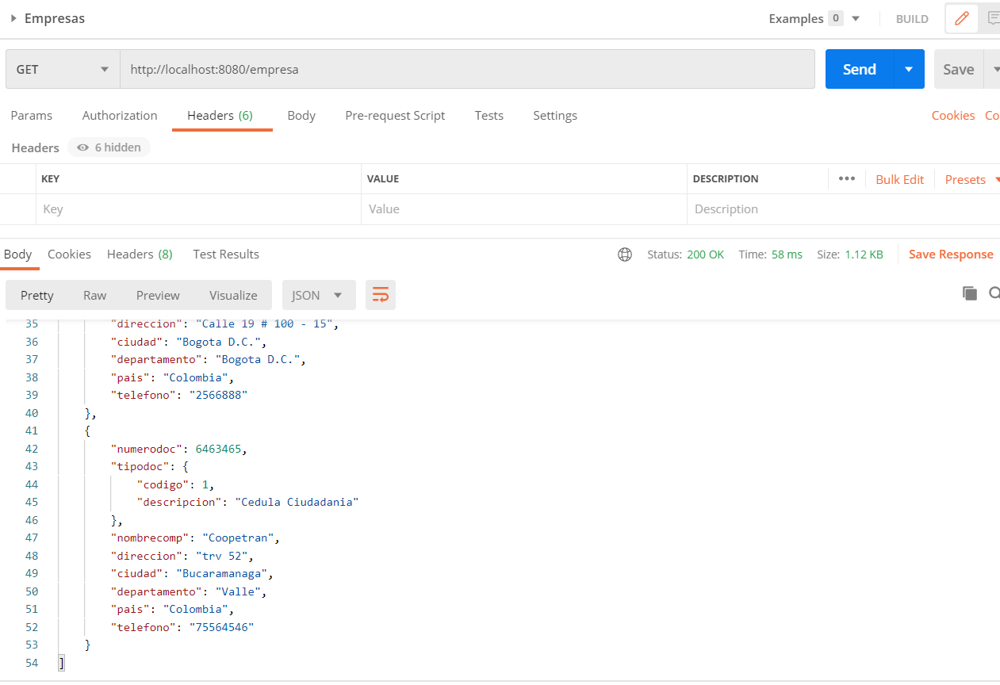 Empresas
Examples 0 BUILD
GET http://localhost:8080/empresa Send Save
Params Authorization Headers (6) Body Pre-request Script Tests Settings Cookies Co
Headers 6 hidden
KEY VALUE DESCRIPTION ••• Bulk Edit Presets
Key Value Description
Body Cookies Headers (8) Test Results Status: 200 OK Time: 58 ms Size: 1.12 KB Save Response
Pretty Raw Preview Visualize JSON
35 "direccion": "Calle 19 # 100 - 15",
36 "ciudad": "Bogota D.C.",
37 "departamento": "Bogota D.C.",
38 "pais": "Colombia",
39 "telefono": "2566888"
40 },
41 {
42 "numerodoc": 6463465,
43 "tipodoc": {
44 "codigo": 1,
45 "descripcion": "Cedula Ciudadania"
46 },
47 "nombrecomp": "Coopetran",
48 "direccion": "trv 52",
49 "ciudad": "Bucaramanaga",
50 "departamento": "Valle",
51 "pais": "Colombia",
52 "telefono": "75564546"
53 }
54 ]